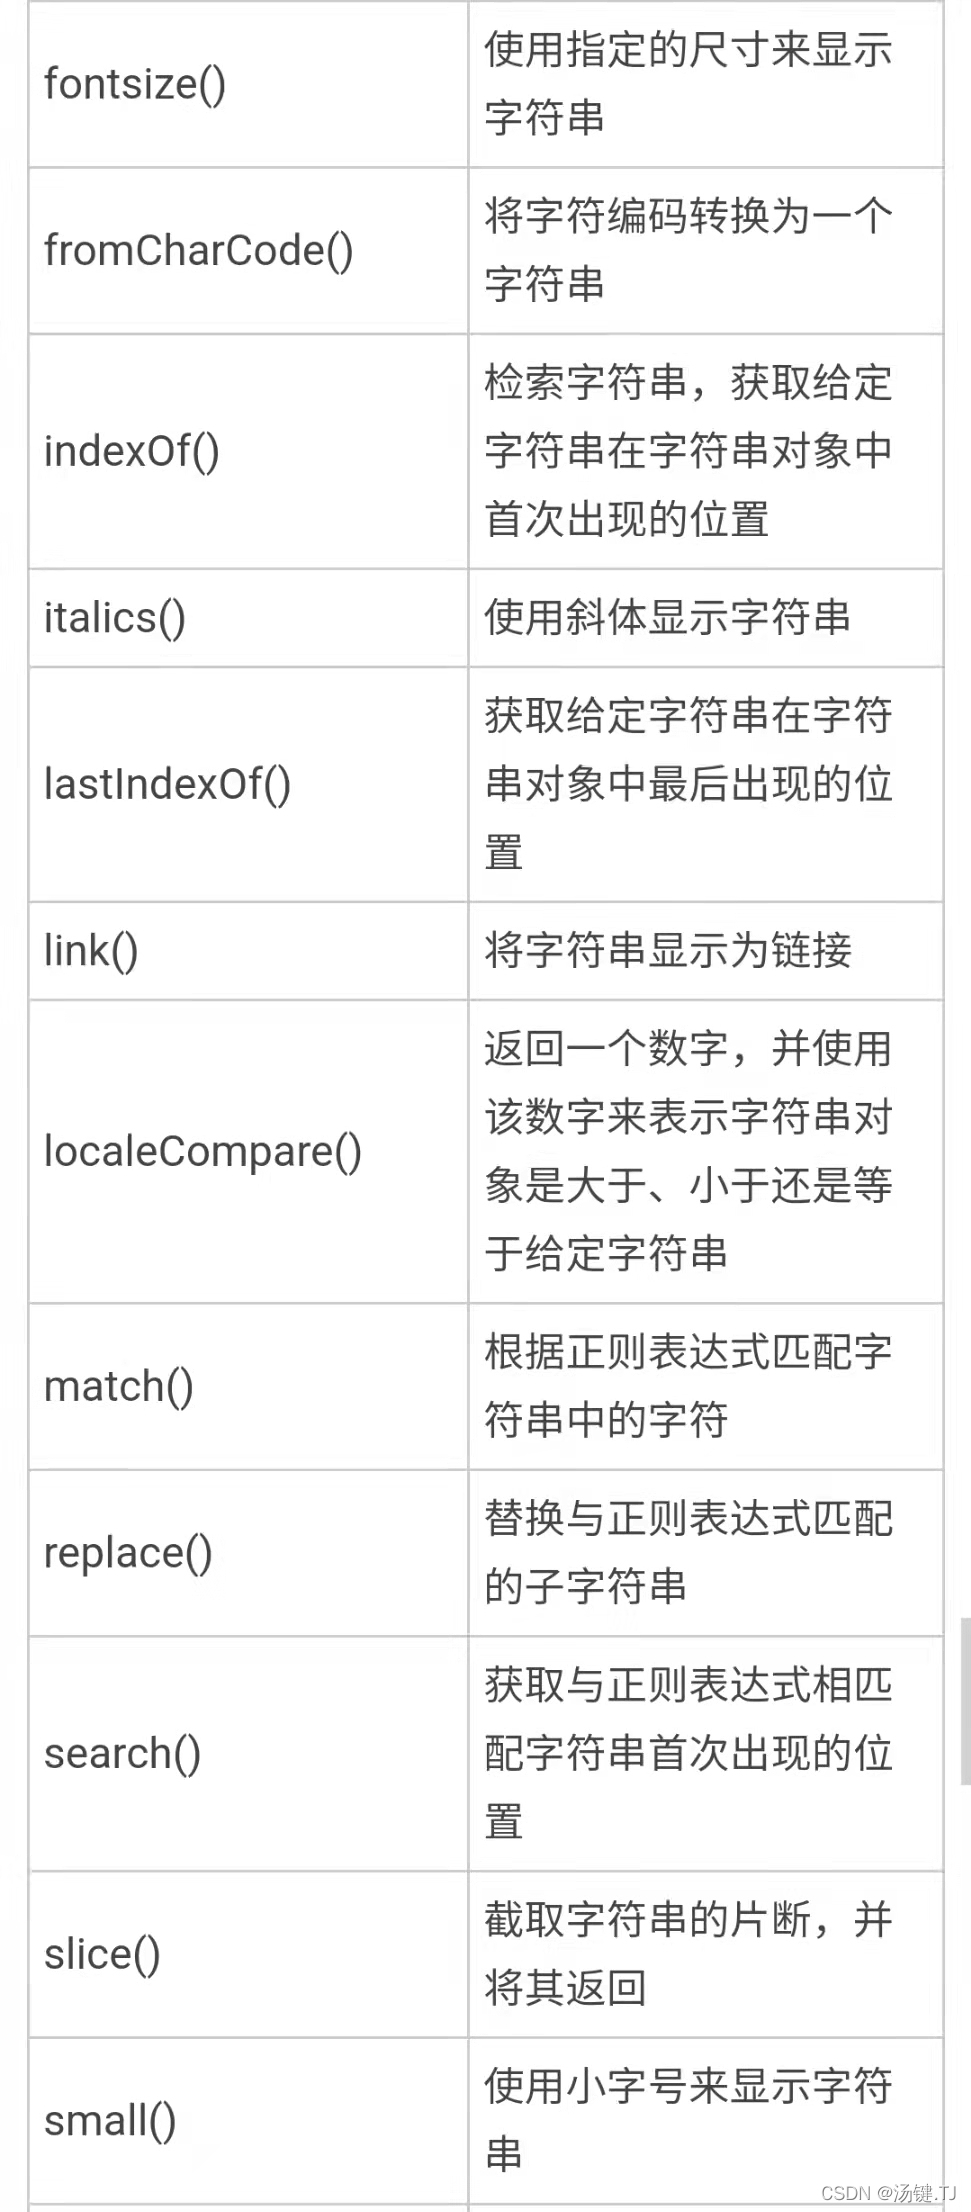 fontsize()
使用指定的尺寸来显示
字符串
fromCharCode()
将字符编码转换为一个
字符串
indexOf()
检索字符串，获取给定
字符串在字符串对象中
首次出现的位置
italics()
使用斜体显示字符串
lastIndexOf()
获取给定字符串在字符
串对象中最后出现的位
置
link()
将字符串显示为链接
localeCompare()
返回一个数字，并使用
该数字来表示字符串对
象是大于、小于还是等
于给定字符串
match()
根据正则表达式匹配字
符串中的字符
replace()
替换与正则表达式匹配
的子字符串
search()
获取与正则表达式相匹
配字符串首次出现的位
置
slice()
截取字符串的片断，并
将其返回
small()
使用小字号来显示字符
串
CSDN @汤键.TJ